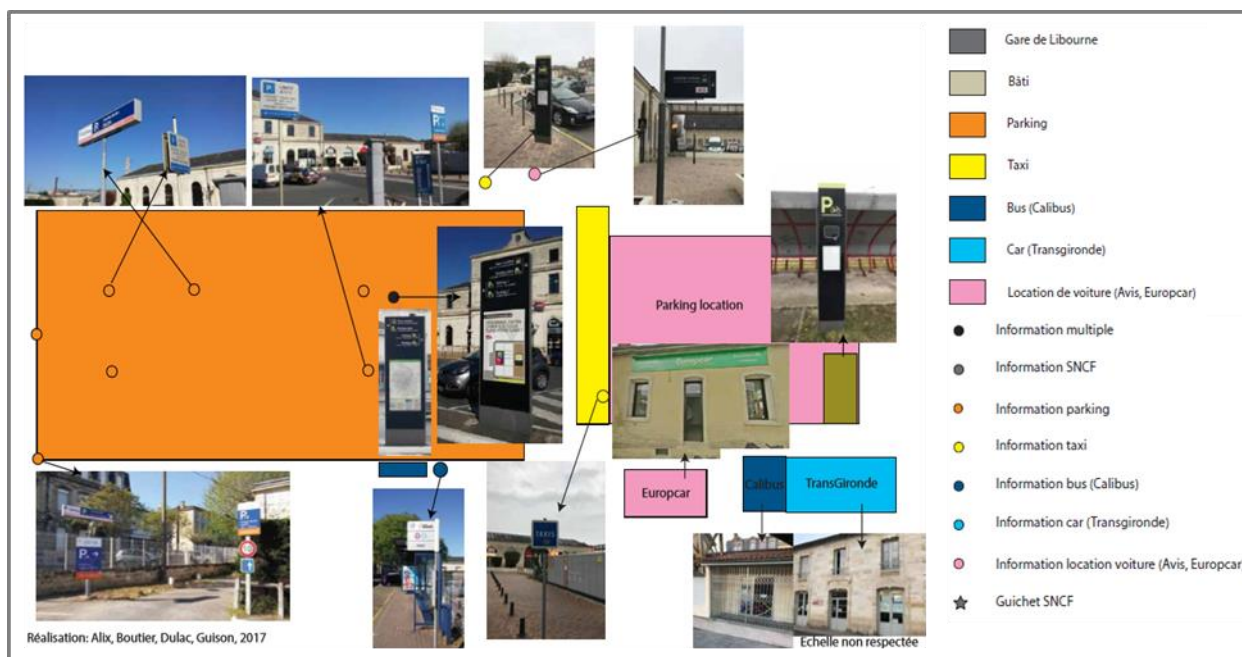 Gare de Libourne
Bâti
Parking
Taxi
Bus (Calibus)
Car (Transgironde)
Location de voiture (Avis, Europcar)
Information multiple
Information SNCF
Information parking
Information taxi
Information bus (Calibus)
Information car (Transgironde)
Information location voiture (Avis, Europcar)
Guichet SNCF
P
P
P
Parking location
Europcar
P
TAXIS
Europcar
Calibus
TransGironde
Réalisation: Alix, Boutier, Dulac, Guison, 2017
Echelle non respectée